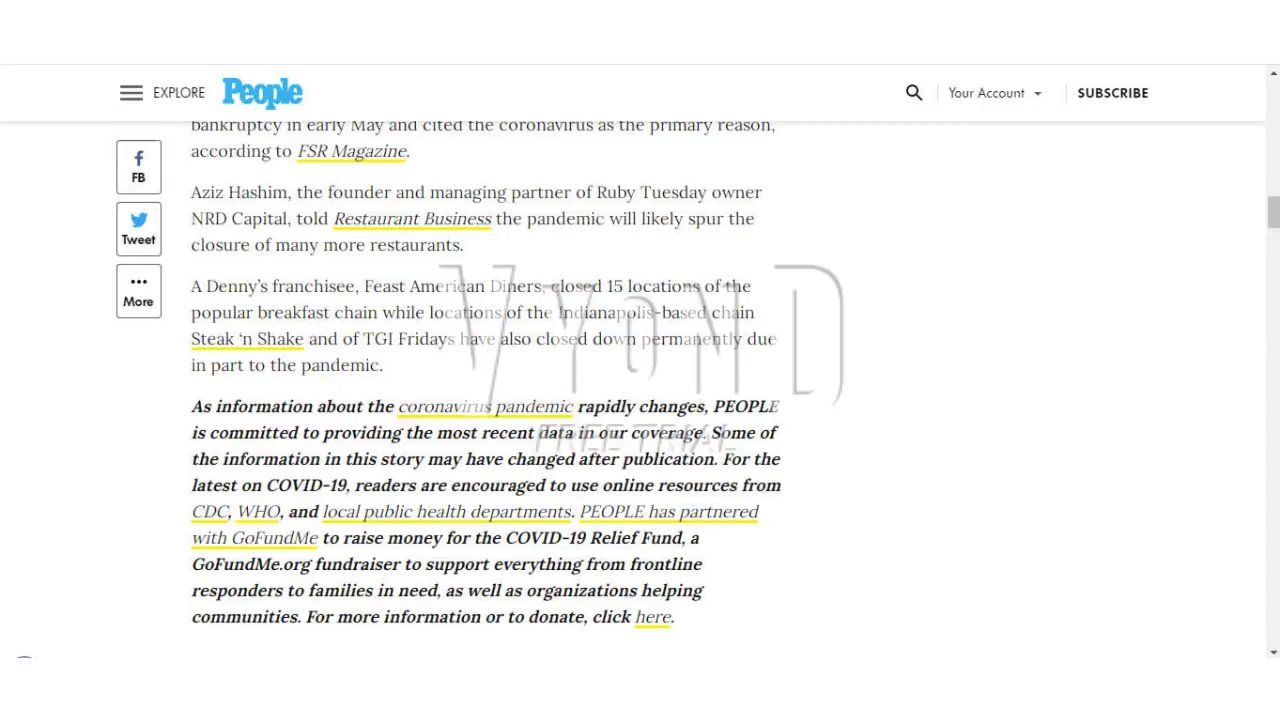 EXPLORE People Your Account SUBSCRIBE
bankruptcy in early May and cited the coronavirus as the primary reason,
according to FSR Magazine.
FB
Aziz Hashim, the founder and managing partner of Ruby Tuesday owner
NRD Capital, told Restaurant Business the pandemic will likely spur the
closure of many more restaurants.
Tweet
More
A Denny’s franchisee, Feast American Diners, closed 15 locations of the
popular breakfast chain while locations of the Indianapolis-based chain
Steak ‘n Shake and of TGI Fridays have also closed down permanently due
in part to the pandemic.
As information about the coronavirus pandemic rapidly changes, PEOPLE
is committed to providing the most recent data in our coverage. Some of
the information in this story may have changed after publication. For the
latest on COVID-19, readers are encouraged to use online resources from
CDC, WHO, and local public health departments. PEOPLE has partnered
with GoFundMe to raise money for the COVID-19 Relief Fund, a
GoFundMe.org fundraiser to support everything from frontline
responders to families in need, as well as organizations helping
communities. For more information or to donate, click here.
VYOND
FREE TRIAL